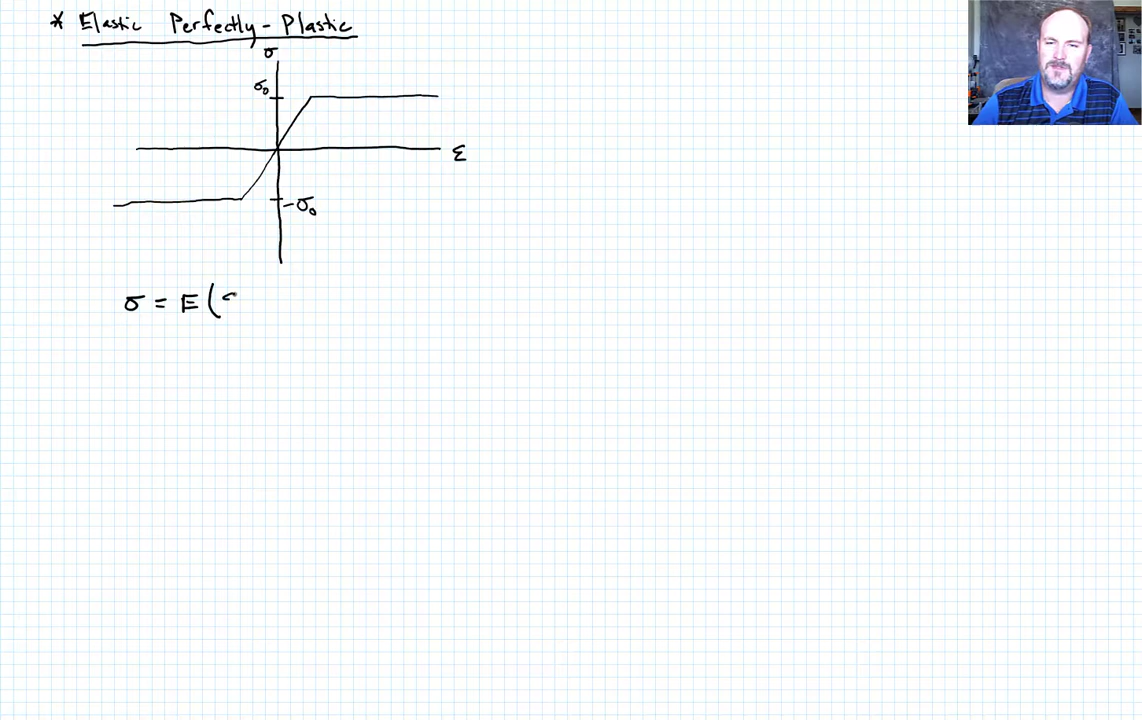 * Elastic Perfectly-Plastic
σ
σ₀
ε
-σ₀
σ = E (